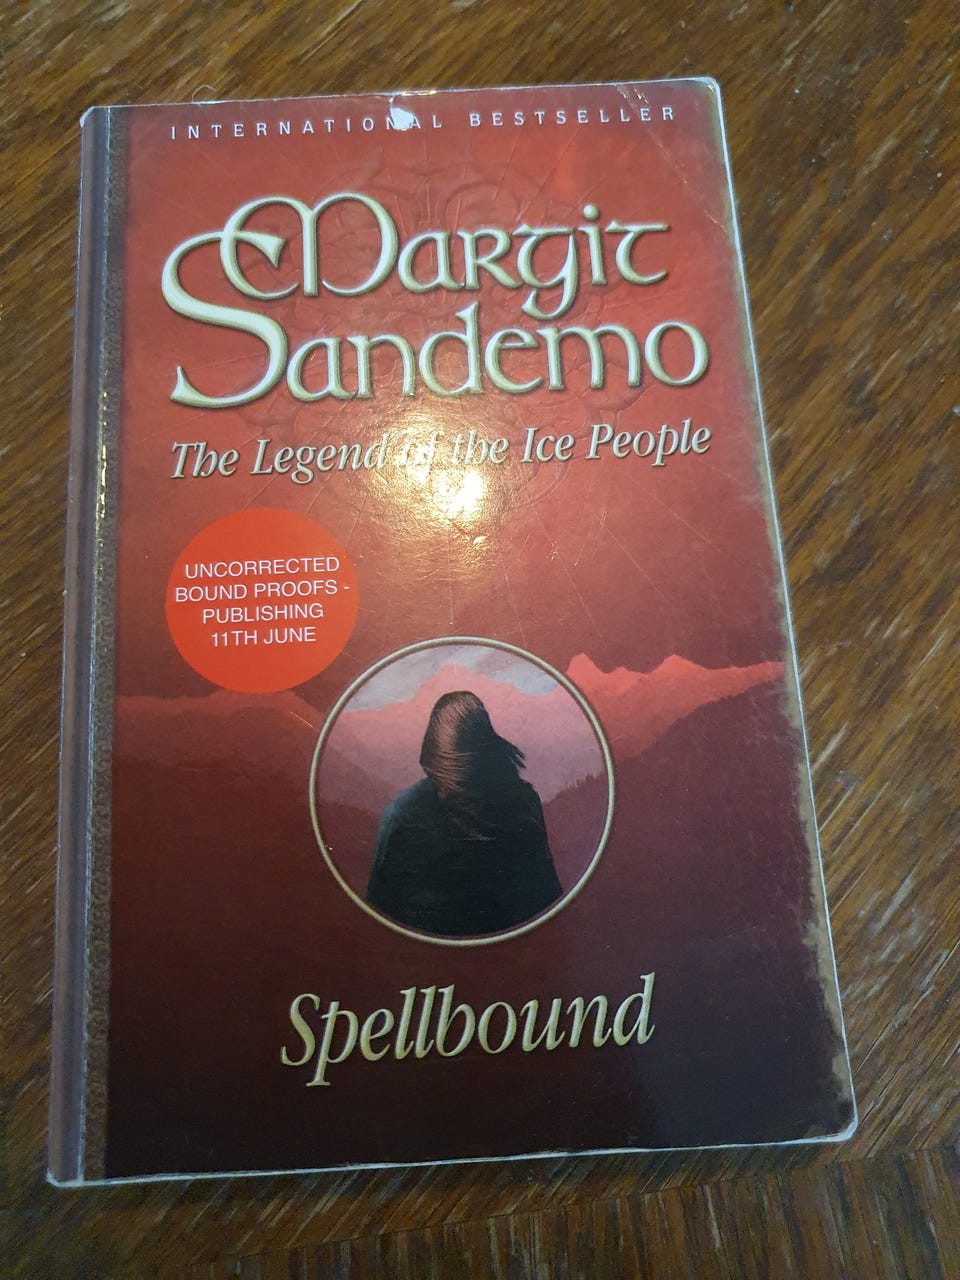 INTERNATIONAL BESTSELLER
Margit
Sandemo
The Legend of the Ice People
UNCORRECTED
BOUND PROOFS -
PUBLISHING
11TH JUNE
Spellbound